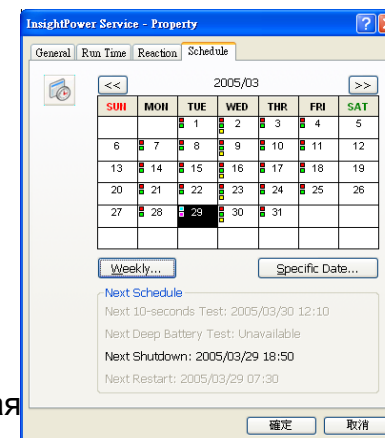 InsightPower Service - Property
General Run Time Reaction Schedule
<< 2005/03 >>
SUN MON TUE WED THR FRI SAT
1 2 3 4 5
6 7 8 9 10 11 12
13 14 15 16 17 18 19
20 21 22 23 24 25 26
27 28 29 30 31
Weekly... Specific Date...
Next Schedule
Next 10-seconds Test: 2005/03/30 12:10
Next Deep Battery Test: Unavailable
Next Shutdown: 2005/03/29 18:50
Next Restart: 2005/03/29 07:30
確定 取消